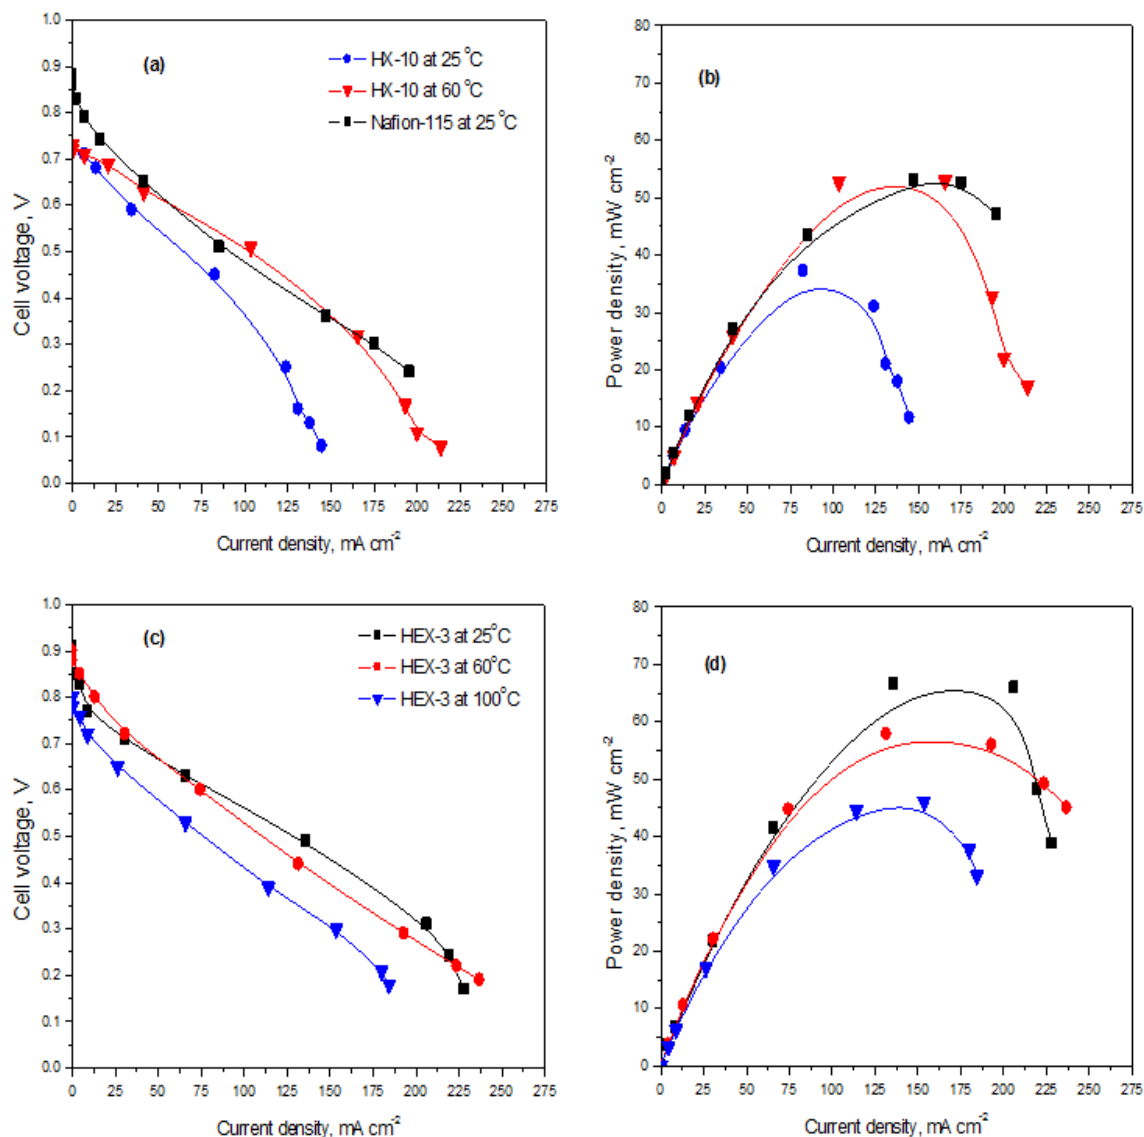 (a)
HX-10 at 25 °C
HX-10 at 60 °C
Nafion-115 at 25 °C
Cell voltage, V
1.0
0.9
0.8
0.7
0.6
0.5
0.4
0.3
0.2
0.1
0.0
0 25 50 75 100 125 150 175 200 225 250 275
Current density, mA cm-2
(b)
Power density, mW cm-2
80
70
60
50
40
30
20
10
0
0 25 50 75 100 125 150 175 200 225 250 275
Current density, mA cm-2
(c)
HEX-3 at 25°C
HEX-3 at 60°C
HEX-3 at 100°C
Cell voltage, V
1.0
0.9
0.8
0.7
0.6
0.5
0.4
0.3
0.2
0.1
0.0
0 25 50 75 100 125 150 175 200 225 250 275
Current density, mA cm-2
(d)
Power density, mW cm-2
80
70
60
50
40
30
20
10
0
0 25 50 75 100 125 150 175 200 225 250 275
Current density, mA cm-2